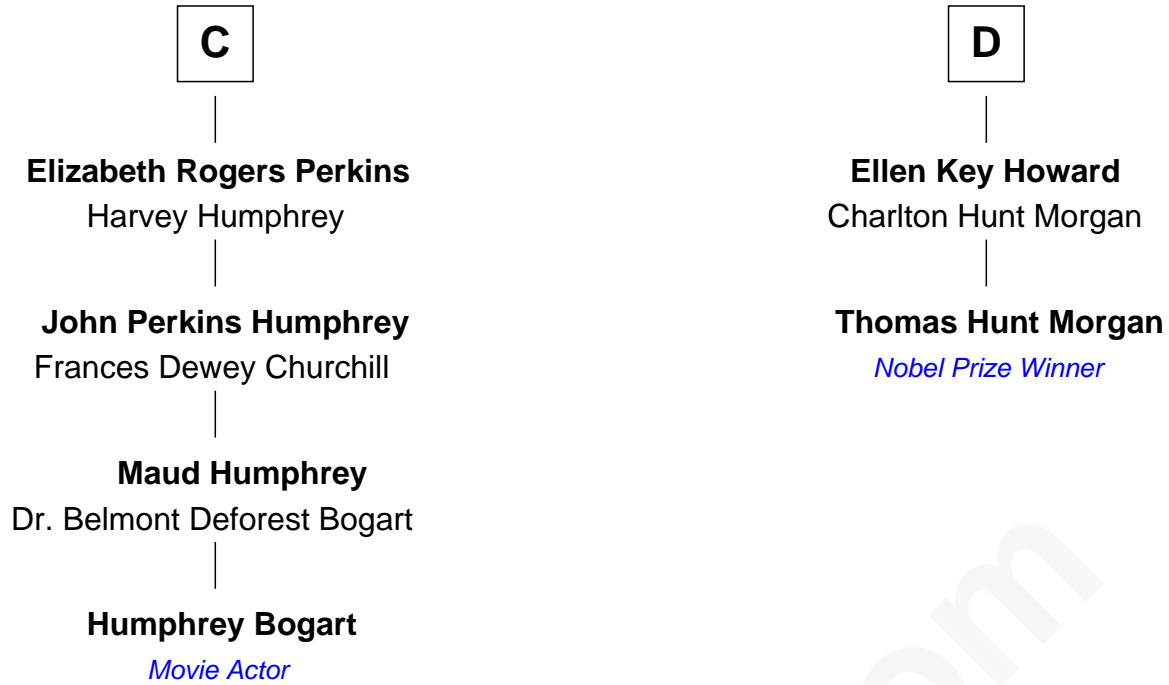 C
Elizabeth Rogers Perkins
Harvey Humphrey
John Perkins Humphrey
Frances Dewey Churchill
Maud Humphrey
Dr. Belmont Deforest Bogart
Humphrey Bogart
Movie Actor
D
Ellen Key Howard
Charlton Hunt Morgan
Thomas Hunt Morgan
Nobel Prize Winner
om